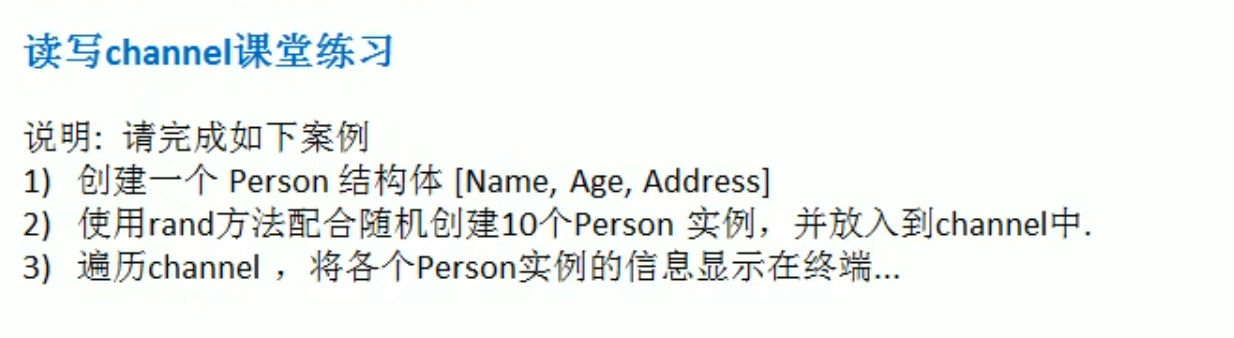 读写channel课堂练习
说明: 请完成如下案例
1) 创建一个 Person 结构体 [Name, Age, Address]
2) 使用rand方法配合随机创建10个Person 实例，并放入到channel中.
3) 遍历channel ，将各个Person实例的信息显示在终端...